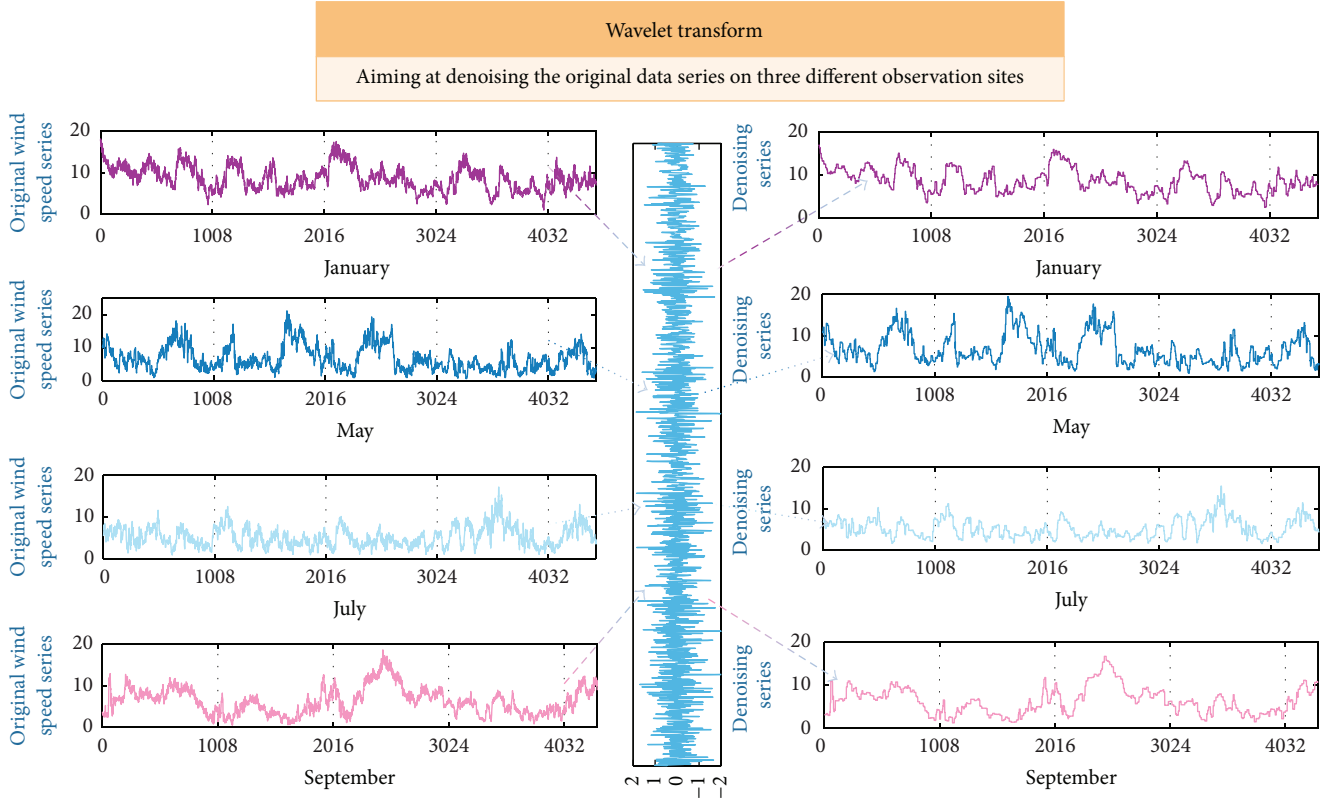 Wavelet transform
Aiming at denoising the original data series on three different observation sites
Original wind
speed series
20
10
0
0 1008 2016 3024 4032
January
Original wind
speed series
20
10
0
0 1008 2016 3024 4032
May
Original wind
speed series
20
10
0
0 1008 2016 3024 4032
July
Original wind
speed series
20
10
0
0 1008 2016 3024 4032
September
2 1 0 −1 −2
Denoising
series
20
10
0
0 1008 2016 3024 4032
January
Denoising
series
20
10
0
0 1008 2016 3024 4032
May
Denoising
series
20
10
0
0 1008 2016 3024 4032
July
Denoising
series
20
10
0
0 1008 2016 3024 4032
September